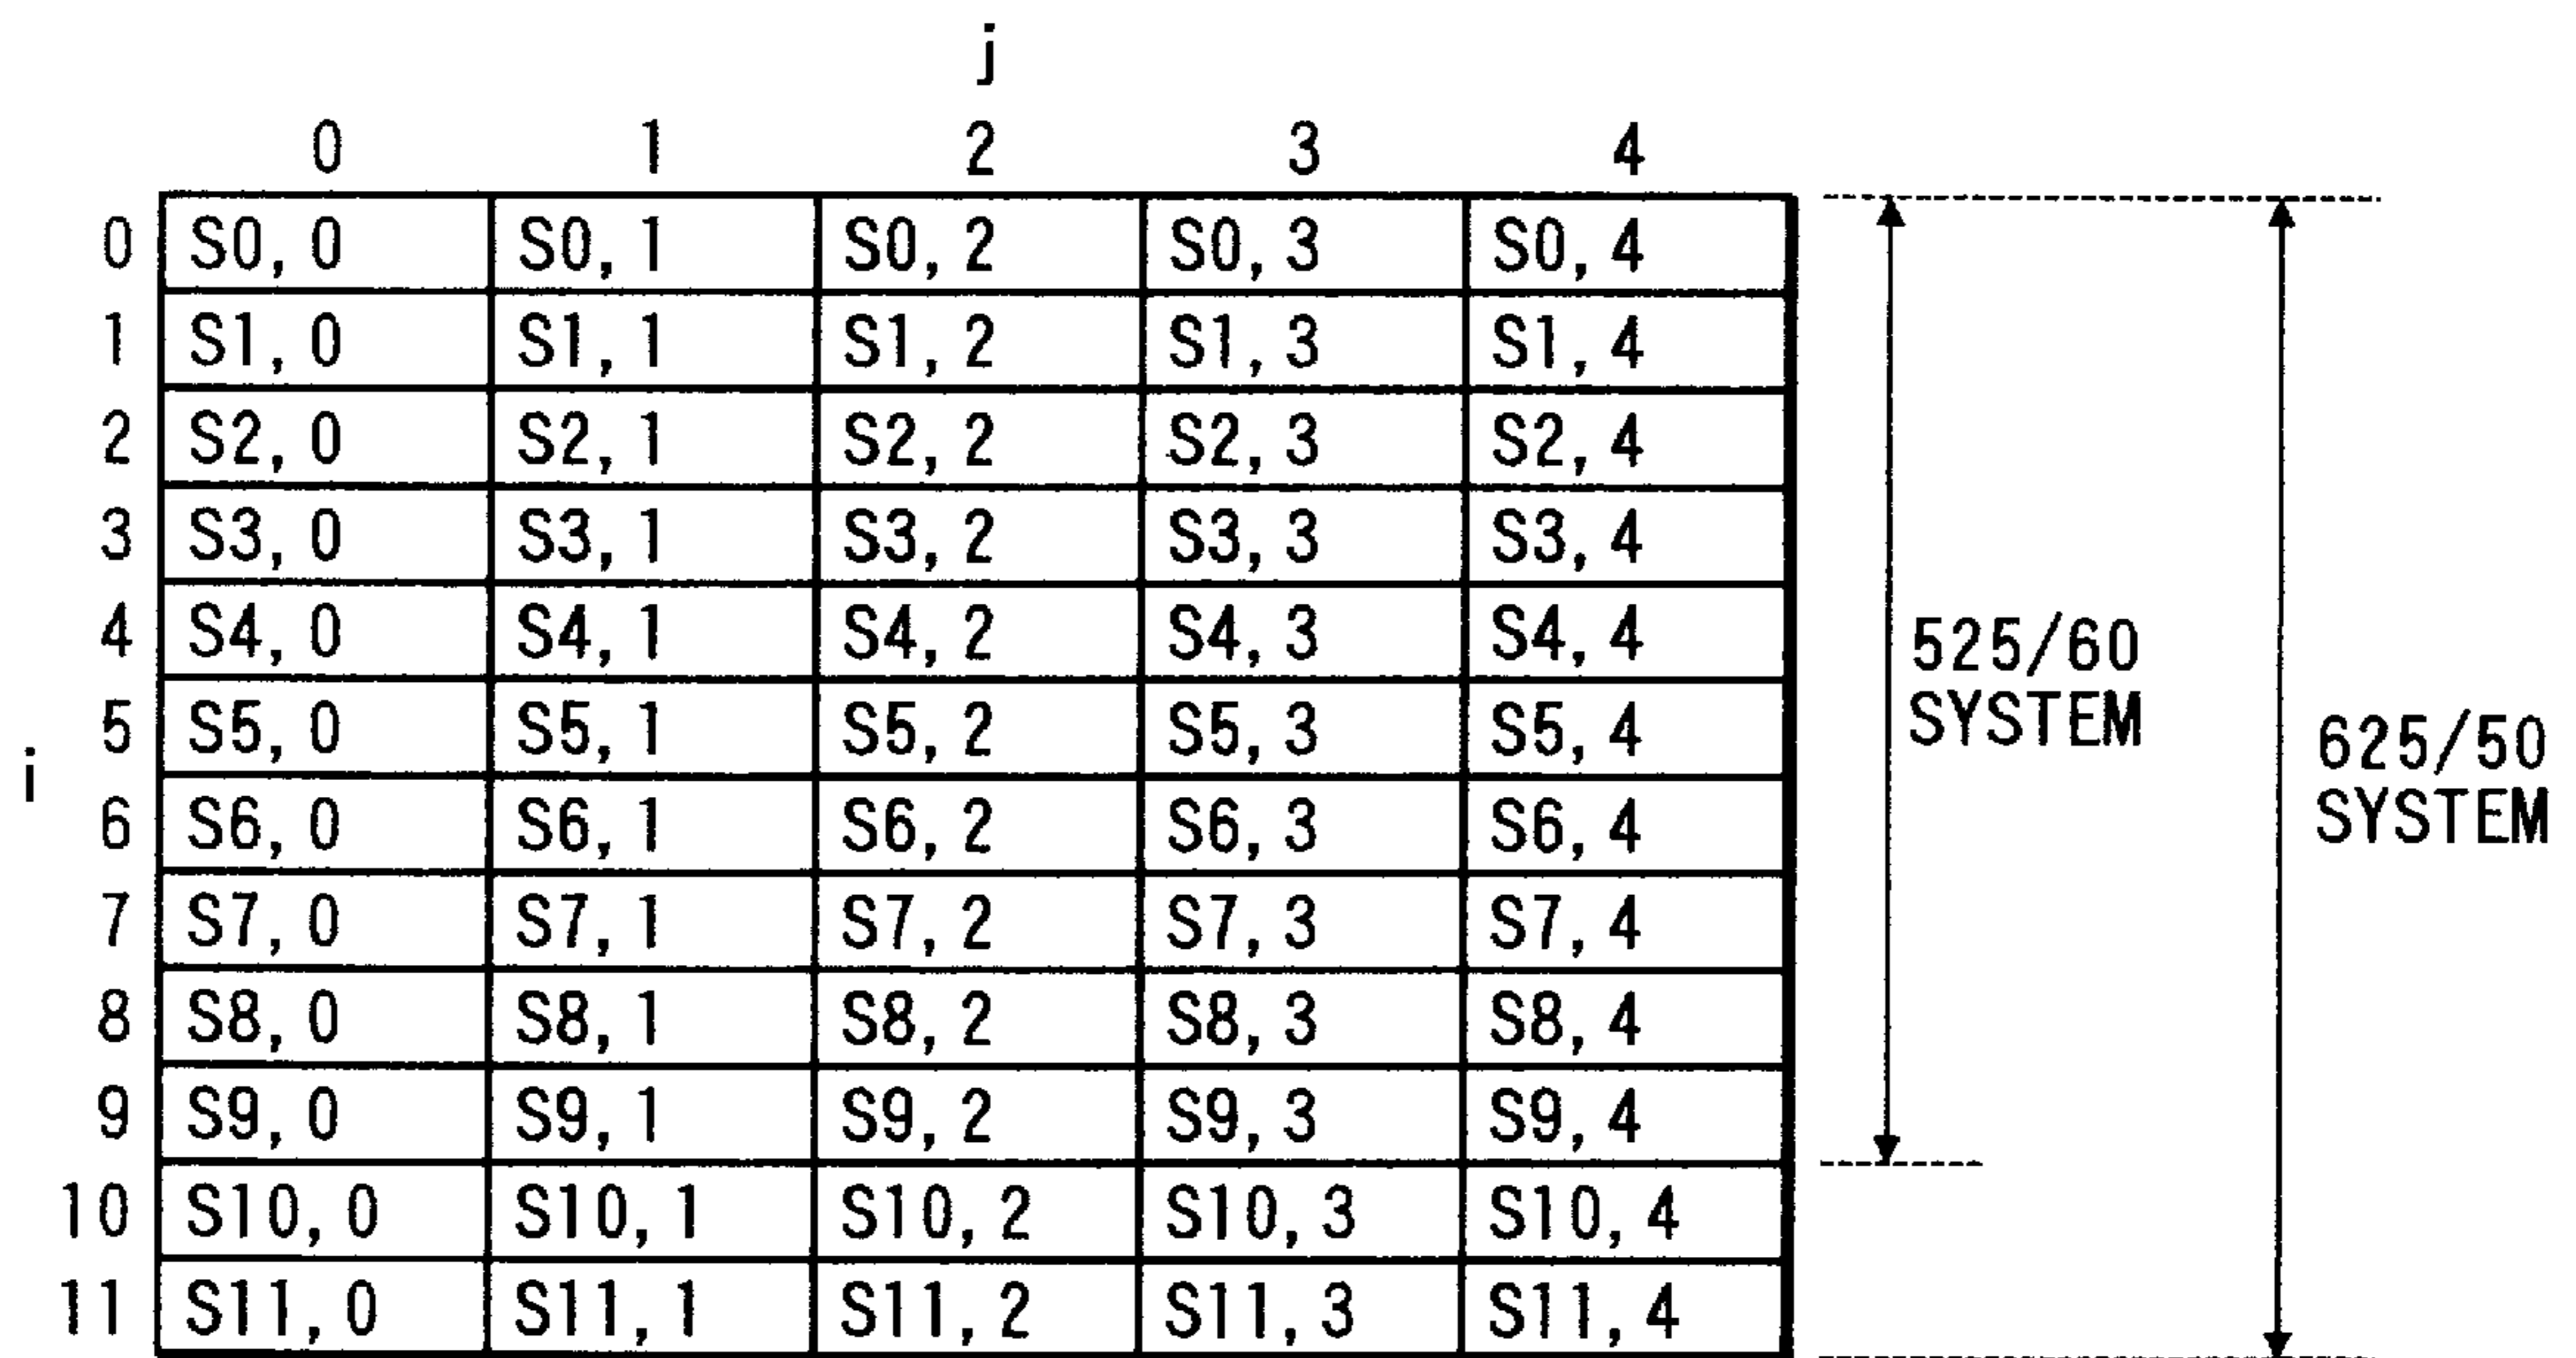 j
0 1 2 3 4
0 S0, 0 S0, 1 S0, 2 S0, 3 S0, 4
1 S1, 0 S1, 1 S1, 2 S1, 3 S1, 4
2 S2, 0 S2, 1 S2, 2 S2, 3 S2, 4
3 S3, 0 S3, 1 S3, 2 S3, 3 S3, 4
4 S4, 0 S4, 1 S4, 2 S4, 3 S4, 4
5 S5, 0 S5, 1 S5, 2 S5, 3 S5, 4
i
6 S6, 0 S6, 1 S6, 2 S6, 3 S6, 4
7 S7, 0 S7, 1 S7, 2 S7, 3 S7, 4
8 S8, 0 S8, 1 S8, 2 S8, 3 S8, 4
9 S9, 0 S9, 1 S9, 2 S9, 3 S9, 4
10 S10, 0 S10, 1 S10, 2 S10, 3 S10, 4
11 S11, 0 S11, 1 S11, 2 S11, 3 S11, 4
525/60
SYSTEM
625/50
SYSTEM